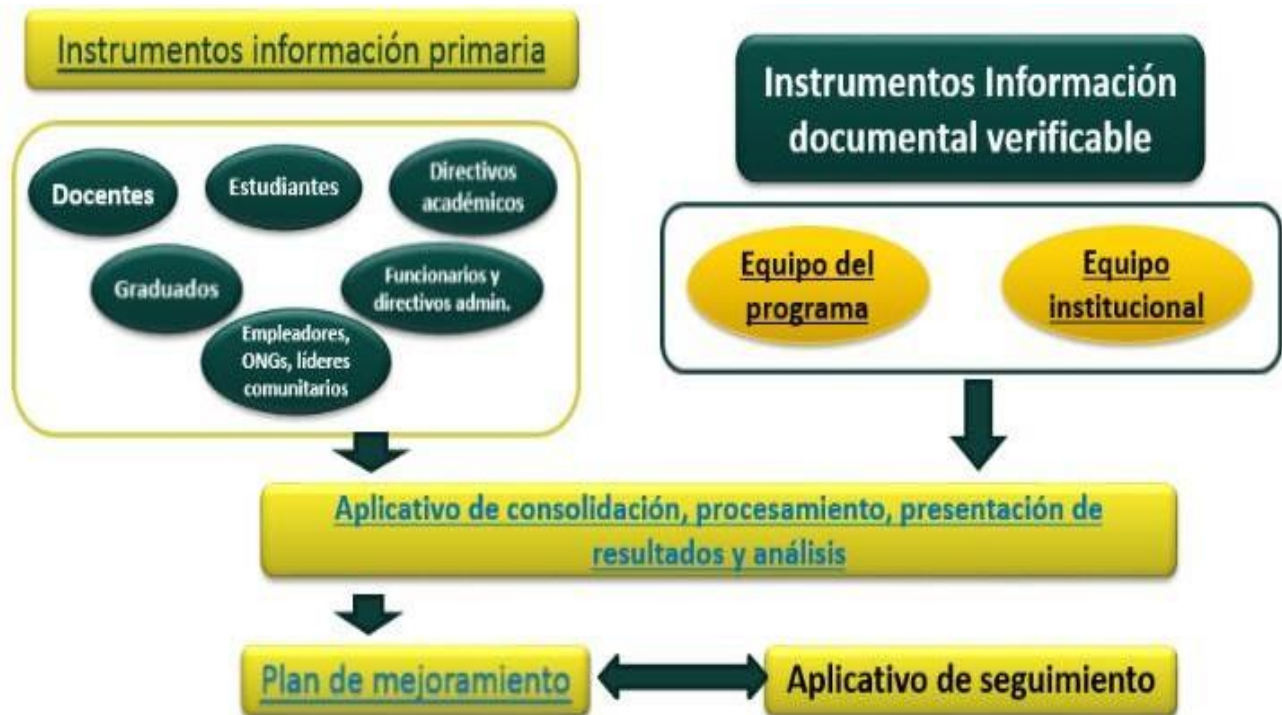 Instrumentos información primaria
Instrumentos Información
documental verificable
Docentes
Estudiantes
Directivos
académicos
Graduados
Funcionarios y
directivos admin.
Empleadores,
ONGs, líderes
comunitarios
Equipo del
programa
Equipo
institucional
Aplicativo de consolidación, procesamiento, presentación de
resultados y análisis
Plan de mejoramiento
Aplicativo de seguimiento